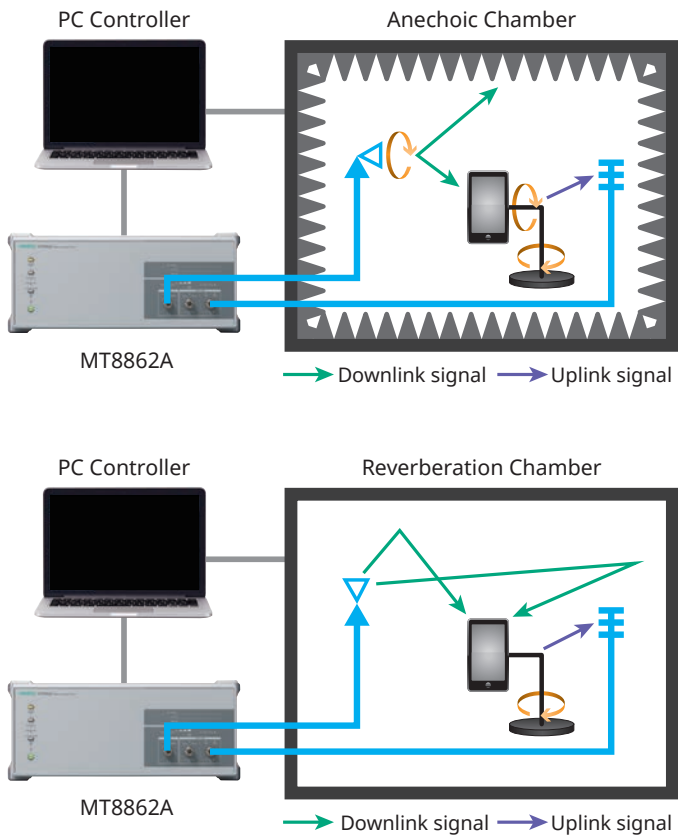 PC Controller
Anechoic Chamber
MT8862A
Downlink signal
Uplink signal
PC Controller
Reverberation Chamber
MT8862A
Downlink signal
Uplink signal